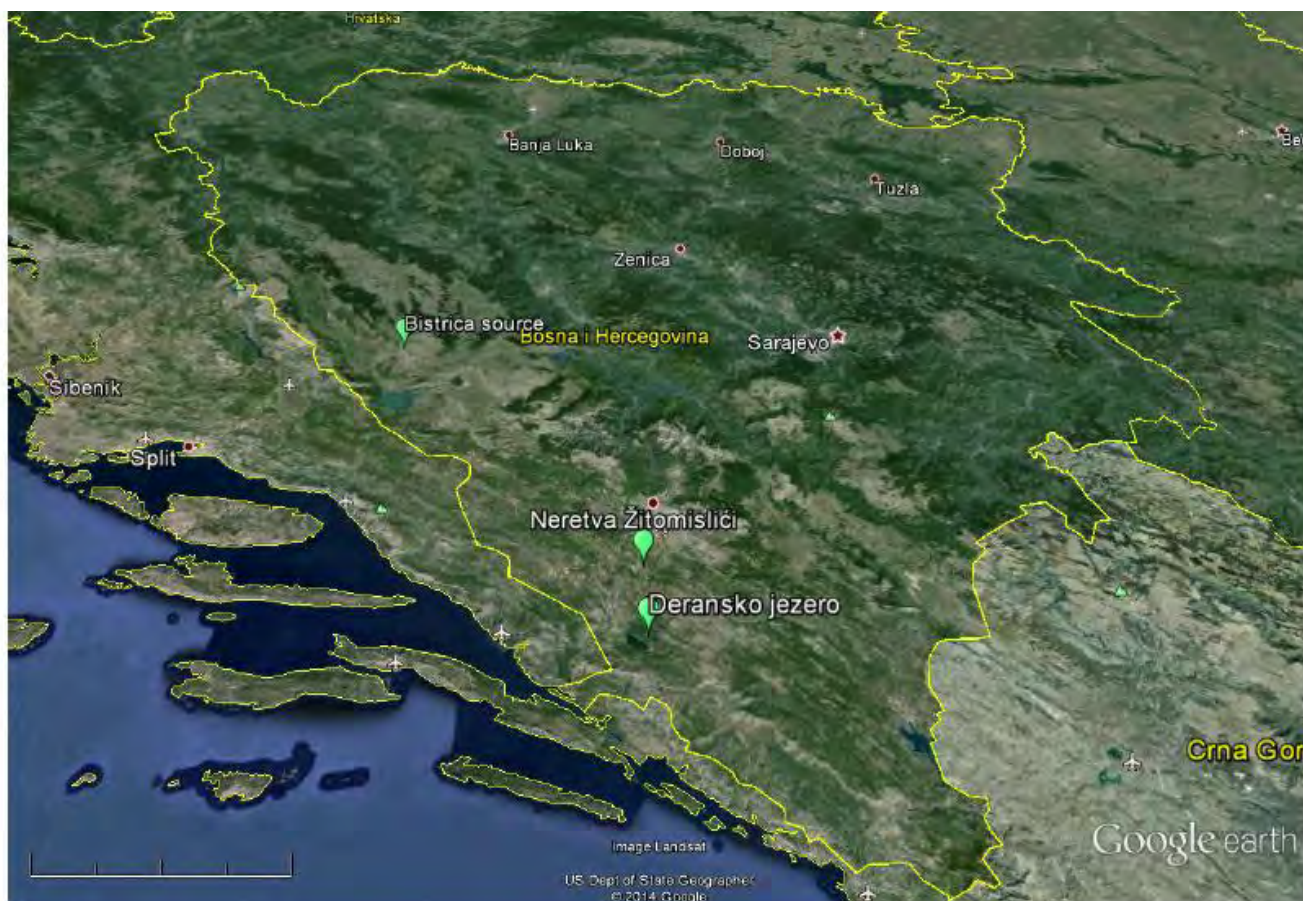 Hrvatska
Banja Luka
Doboj
Tuzla
Zenica
Bistrica source
Bosna i Hercegovina
Sarajevo
Šibenik
Split
Neretva Žitomislići
Deransko jezero
Crna Gor
Google earth
Image Landsat
US Dept of State Geographer
© 2014 Google